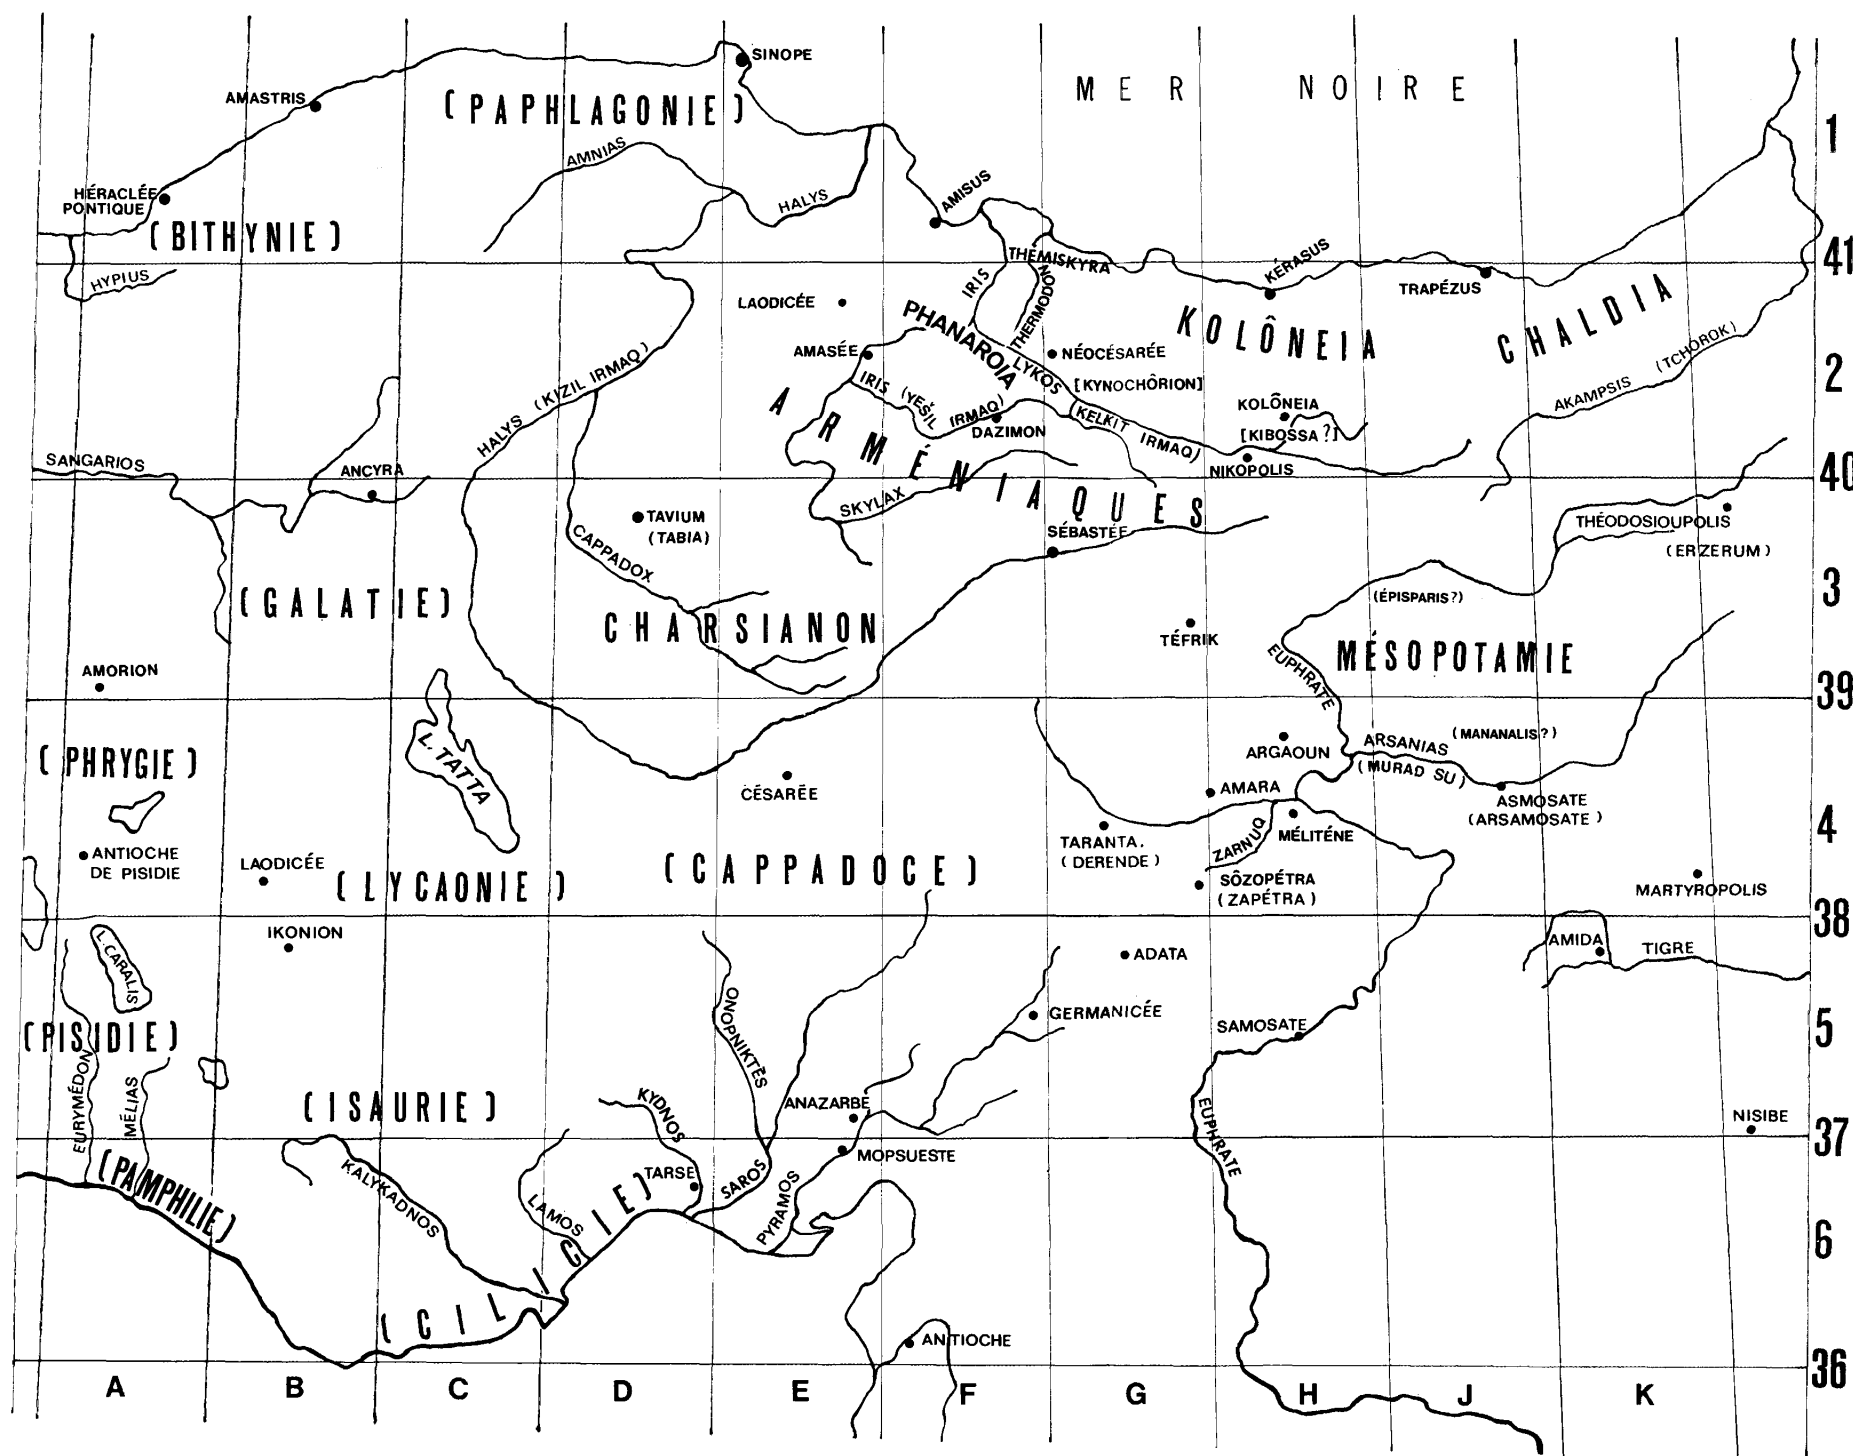 SINOPE
MER NOIRE
AMASTRIS
(PAPHLAGONIE)
1
AMNIAS
HÉRACLÉE
PONTIQUE
HALYS
AMISUS
(BITHYNIE)
THÉMISKYRA
KÉRASUS
41
HYPIUS
IRIS
THERMODON
TRAPÉZUS
LAODICÉE
PHANAROIA
KOLÔNEIA
CHALDIA
AMASÉE
LYKOS
NÉOCÉSARÉE
(TCHOROK)
2
HALYS (KIZIL IRMAQ)
IRIS (YEŠIL IRMAQ)
[KYNOCHÔRION]
AKAMPSIS
ARMÉNIAQUES
DAZIMON
KELKIT IRMAQ)
KOLÔNEIA
[KIBOSSA ?]
SANGARIOS
ANCYRA
NIKOPOLIS
40
SKYLAX
TAVIUM
(TABIA)
SÉBASTÉE
THÉODOSIOUPOLIS
(ERZERUM)
CAPPADOX
(GALATIE)
CHARSIANON
(ÉPISPARIS?)
3
TÉFRIK
EUPHRATE
MÉSOPOTAMIE
AMORION
39
(PHRYGIE)
L. TATTA
ARGAOUN
ARSANIAS
(MURAD SU)
(MANANALIS?)
CÉSARÉE
AMARA
ASMOSATE
(ARSAMOSATE)
4
TARANTA.
(DERENDE)
ZARNUQ
MÉLITÉNE
ANTIOCHE
DE PISIDIE
LAODICÉE
(LYCAONIE)
(CAPPADOCE)
SÔZOPÉTRA
(ZAPÉTRA)
MARTYROPOLIS
38
IKONION
L. CARALIS
ADATA
AMIDA
TIGRE
(PISIDIE)
ONOPNIKTÈS
GERMANICÉE
SAMOSATE
5
EURYMÉDON
MÉLIAS
(ISAURIE)
KYDNOS
ANAZARBE
EUPHRATE
NISIBE
37
(PAMPHILIE)
KALYKADNOS
TARSE
SAROS
MOPSUESTE
LAMOS
PYRAMOS
6
(CILICIE)
ANTIOCHE
36
A B C D E F G H J K